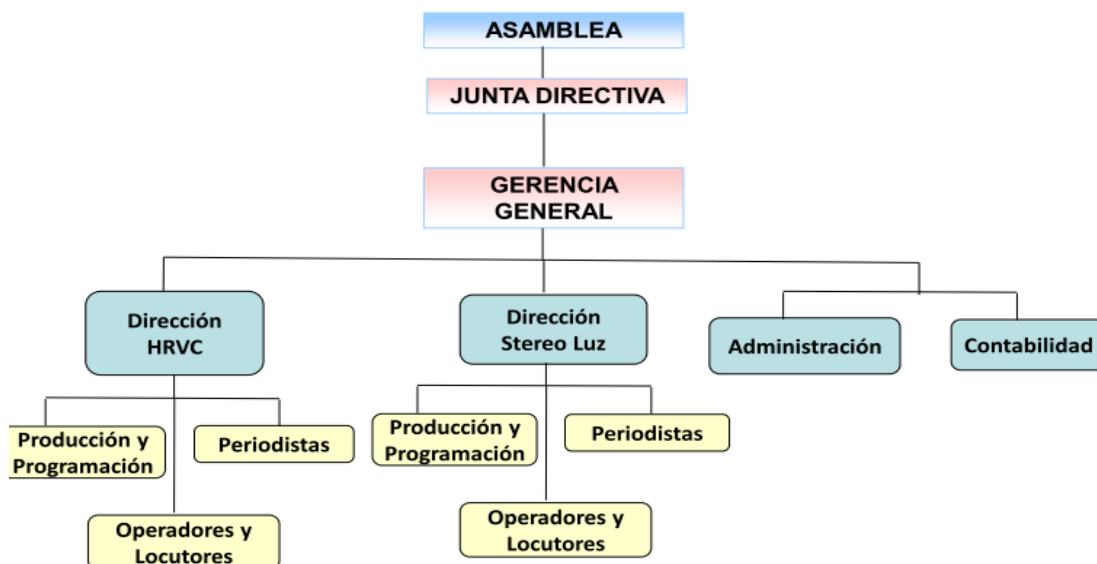 ASAMBLEA
JUNTA DIRECTIVA
GERENCIA
GENERAL
Dirección
HRVC
Dirección
Stereo Luz
Administración
Contabilidad
Producción y
Programación
Periodistas
Operadores y
Locutores
Producción y
Programación
Periodistas
Operadores y
Locutores